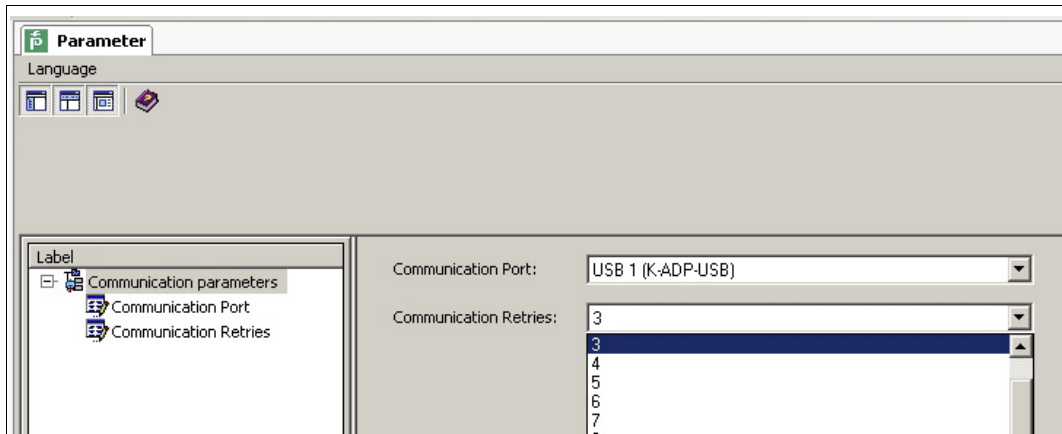 Parameter
Language
Label
Communication parameters
Communication Port
Communication Retries
Communication Port: USB 1 (K-ADP-USB)
Communication Retries: 3
3
4
5
6
7